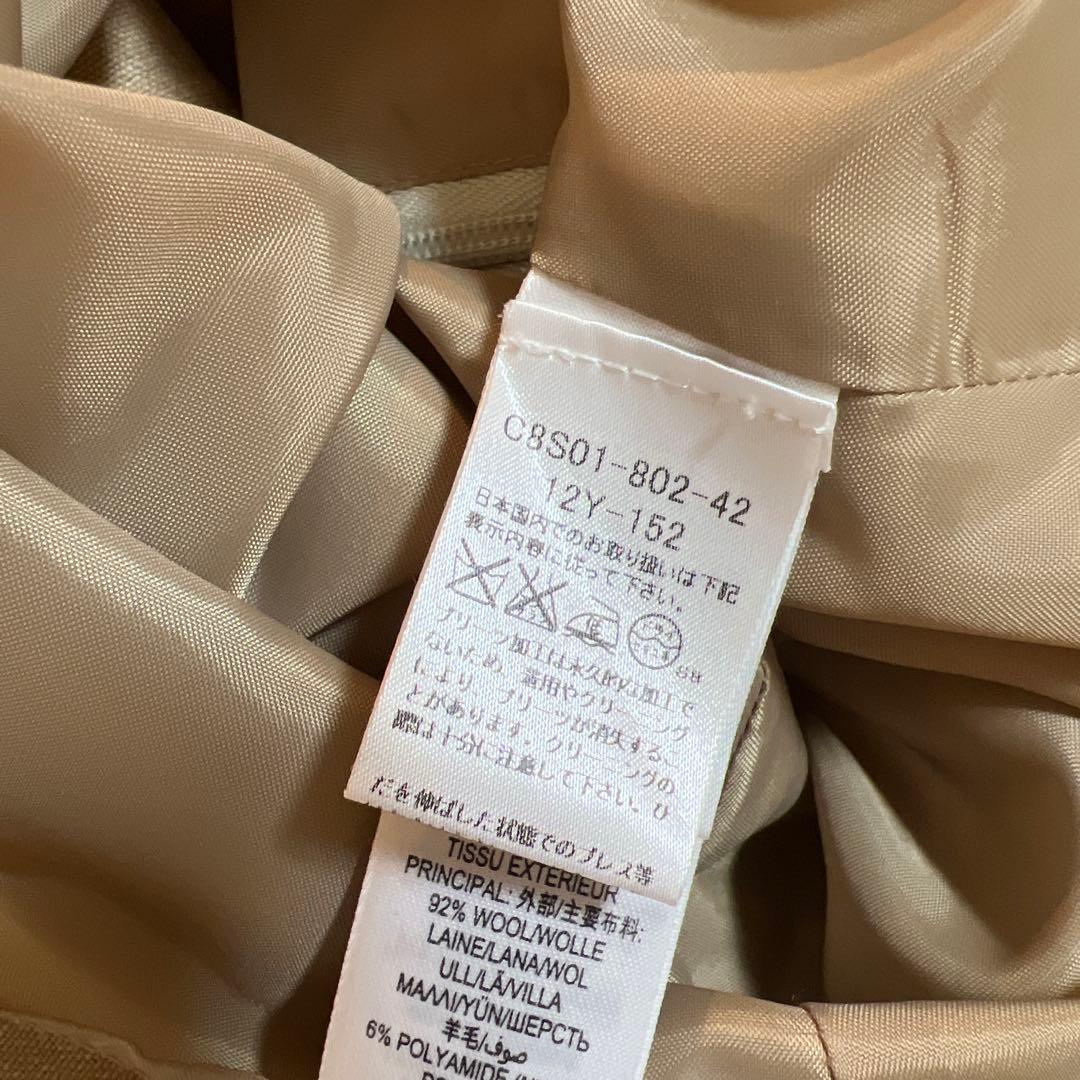 C8S01-802-42
12Y-152
日本国内でのお取り扱いは下記
表示内容に従って下さい。
プリーツ加工は永久的な加工で
ないため、着用やクリーニング
により、プリーツが消失するこ
とがあります。クリーニングの
際は十分に注意して下さい。ひ
だを伸ばした状態でのプレス等
TISSU EXTERIEUR
PRINCIPAL: 外部/主要布料:
92% WOOL/WOLLE
LAINE/LANA/WOL
ULL/LÃ/VILLA
ΜΑΛΛΙ/YÜN/ШЕРСТЬ
羊毛/صوف/
6% POLYAMIDE